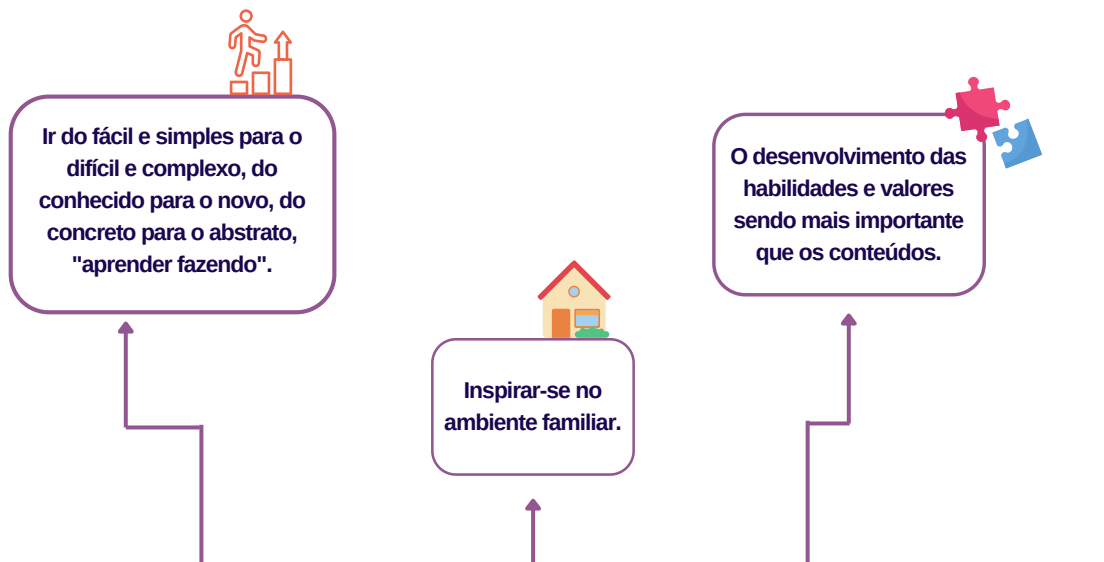 Ir do fácil e simples para o
difícil e complexo, do
conhecido para o novo, do
concreto para o abstrato,
"aprender fazendo".
O desenvolvimento das
habilidades e valores
sendo mais importante
que os conteúdos.
Inspirar-se no
ambiente familiar.